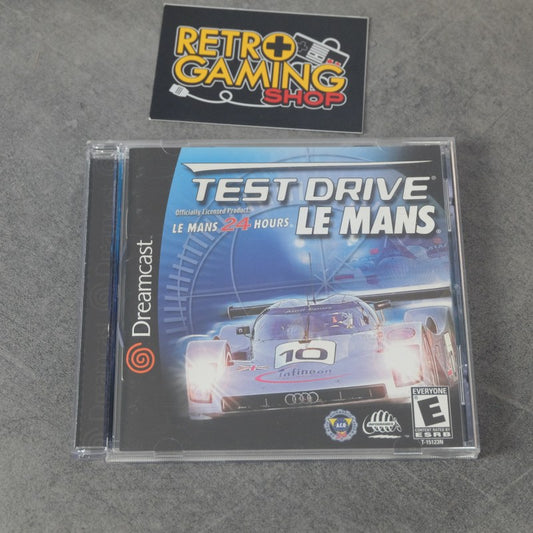 RETRO
GAMING
SHOP
TEST DRIVE®
Officially Licensed Product
LE MANS 24 HOURS® LE MANS®
Dreamcast
10
Infineon
EVERYONE
E
CONTENT RATED BY
ESRB
T-15123N
ACO